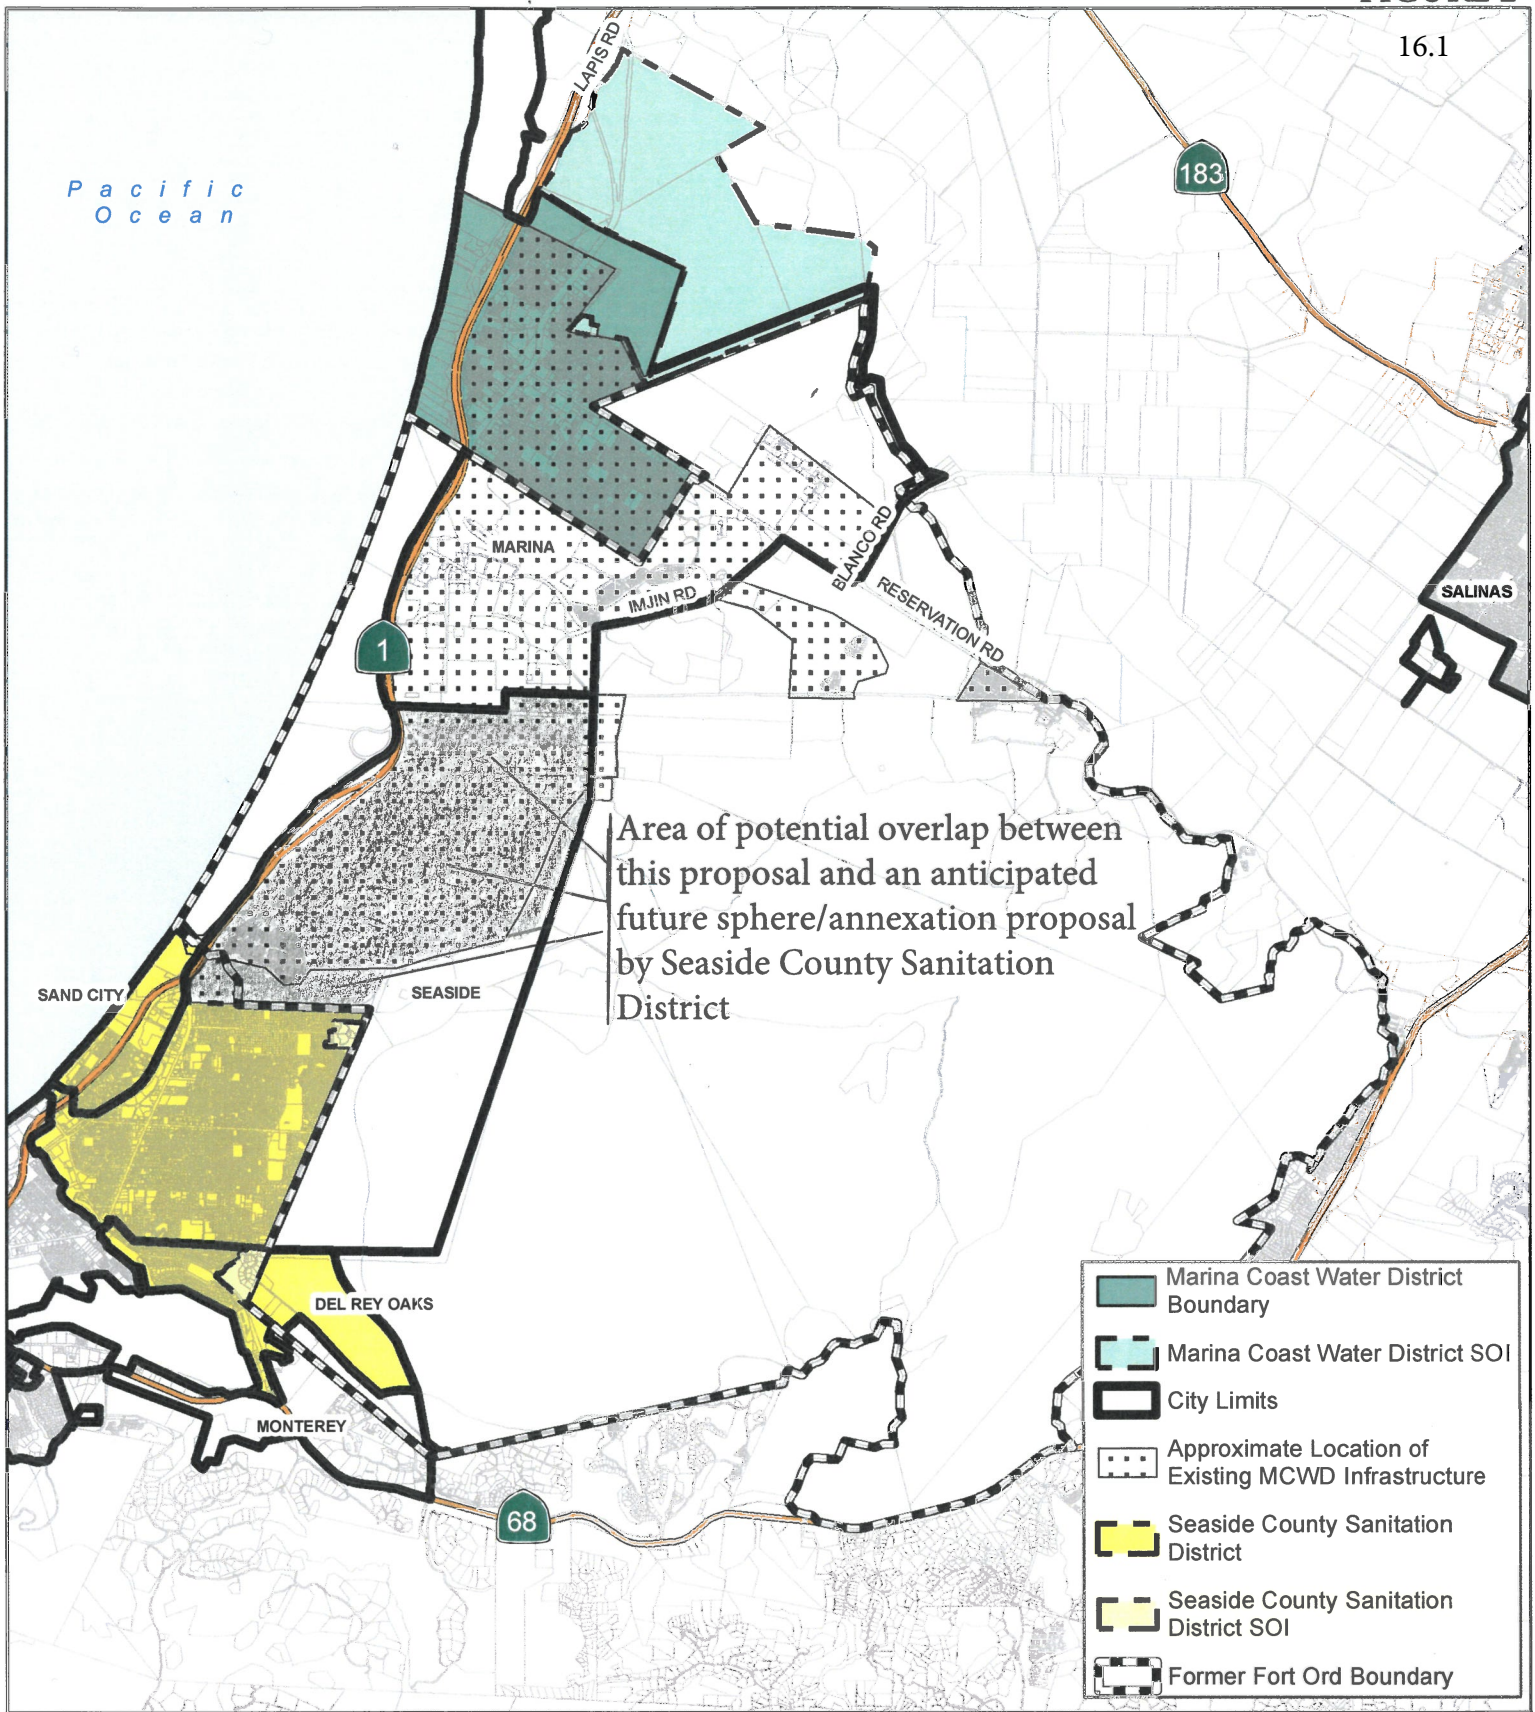 16.1
LAPIS RD
183
Pacific
Ocean
MARINA
BLANCO RD
IMJIN RD
RESERVATION RD
SALINAS
1
Area of potential overlap between
this proposal and an anticipated
future sphere/annexation proposal
by Seaside County Sanitation
District
SAND CITY
SEASIDE
DEL REY OAKS
MONTEREY
68
Marina Coast Water District
Boundary
Marina Coast Water District SOI
City Limits
Approximate Location of
Existing MCWD Infrastructure
Seaside County Sanitation
District
Seaside County Sanitation
District SOI
Former Fort Ord Boundary